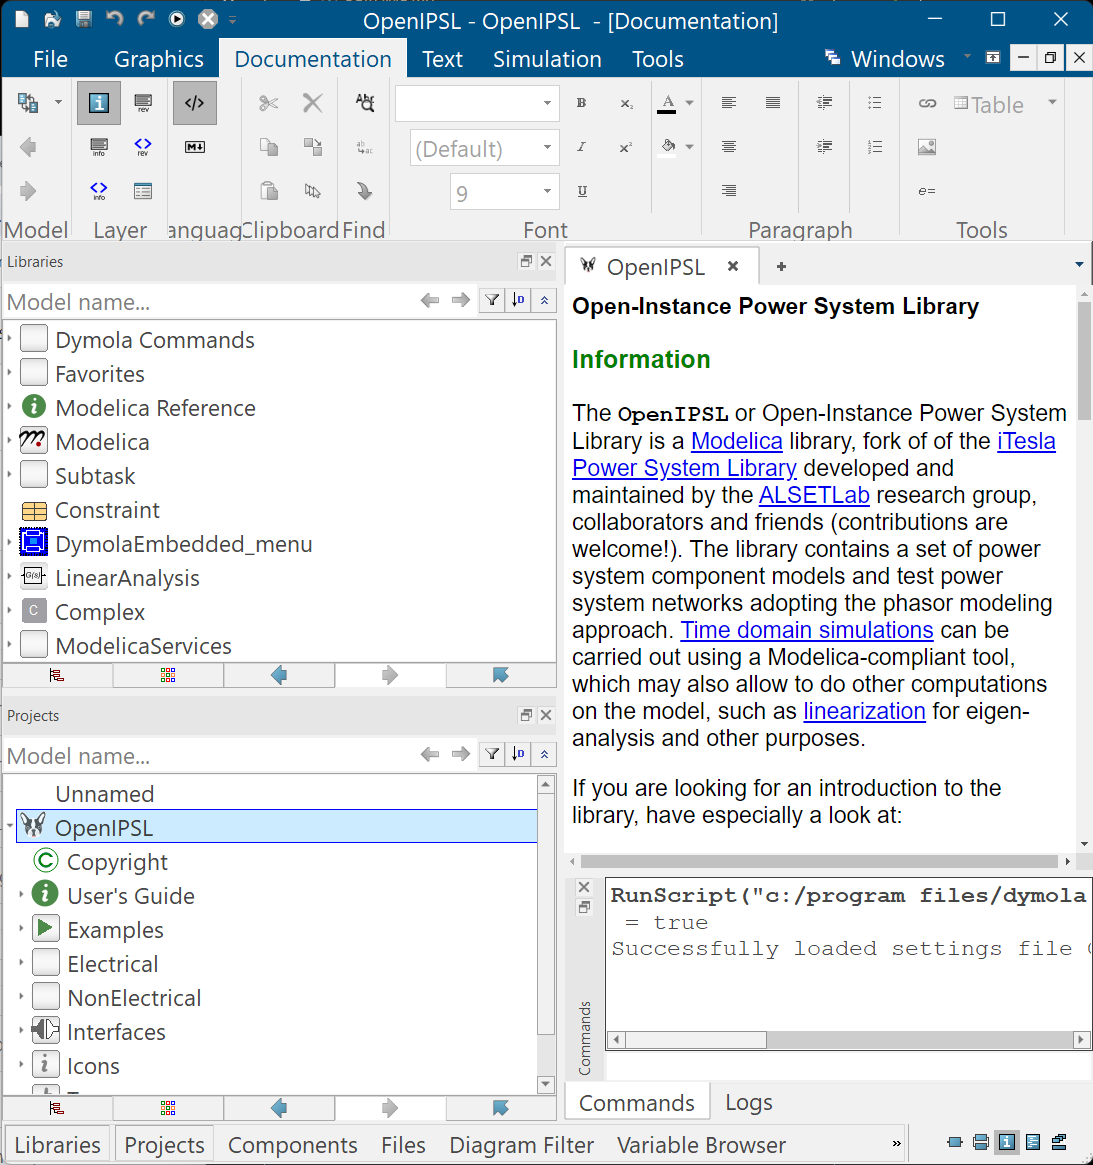 OpenIPSL - OpenIPSL - [Documentation]
File Graphics Documentation Text Simulation Tools Windows
info
rev
rev
info
M
Table
(Default)
9
B
I
U
x₂
x²
A
e=
Model Layer anguag Clipboard Find Font Paragraph Tools
Libraries
Model name...
Dymola Commands
Favorites
Modelica Reference
Modelica
Subtask
Constraint
DymolaEmbedded_menu
G(s)
LinearAnalysis
C
Complex
ModelicaServices
Projects
Model name...
Unnamed
OpenIPSL
Copyright
User's Guide
Examples
Electrical
NonElectrical
Interfaces
Icons
OpenIPSL
Open-Instance Power System Library
Information
The OpenIPSL or Open-Instance Power System
Library is a Modelica library, fork of of the iTesla
Power System Library developed and
maintained by the ALSETLab research group,
collaborators and friends (contributions are
welcome!). The library contains a set of power
system component models and test power
system networks adopting the phasor modeling
approach. Time domain simulations can be
carried out using a Modelica-compliant tool,
which may also allow to do other computations
on the model, such as linearization for eigen-
analysis and other purposes.
If you are looking for an introduction to the
library, have especially a look at:
RunScript("c:/program files/dymola
= true
Successfully loaded settings file
Commands
Commands Logs
Libraries Projects Components Files Diagram Filter Variable Browser »